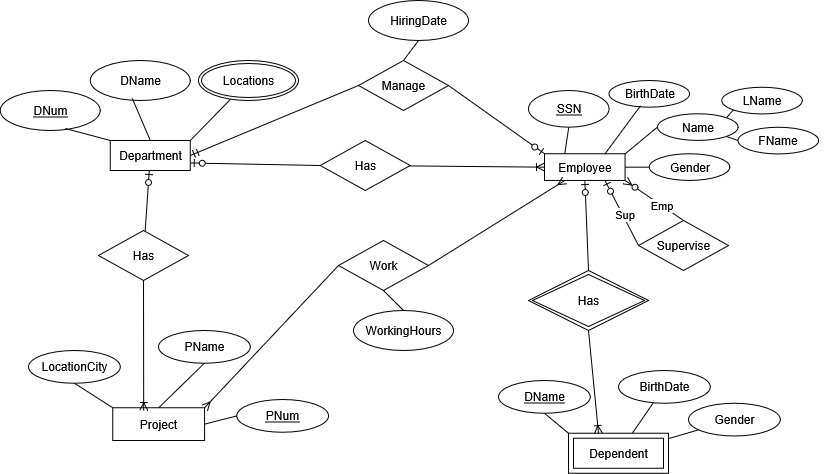 HiringDate
DName
Locations
Manage
DNum
SSN
BirthDate
LName
Name
FName
Department
Has
Employee
Gender
Emp
Sup
Supervise
Has
Work
Has
WorkingHours
PName
LocationCity
PNum
Project
DName
BirthDate
Gender
Dependent